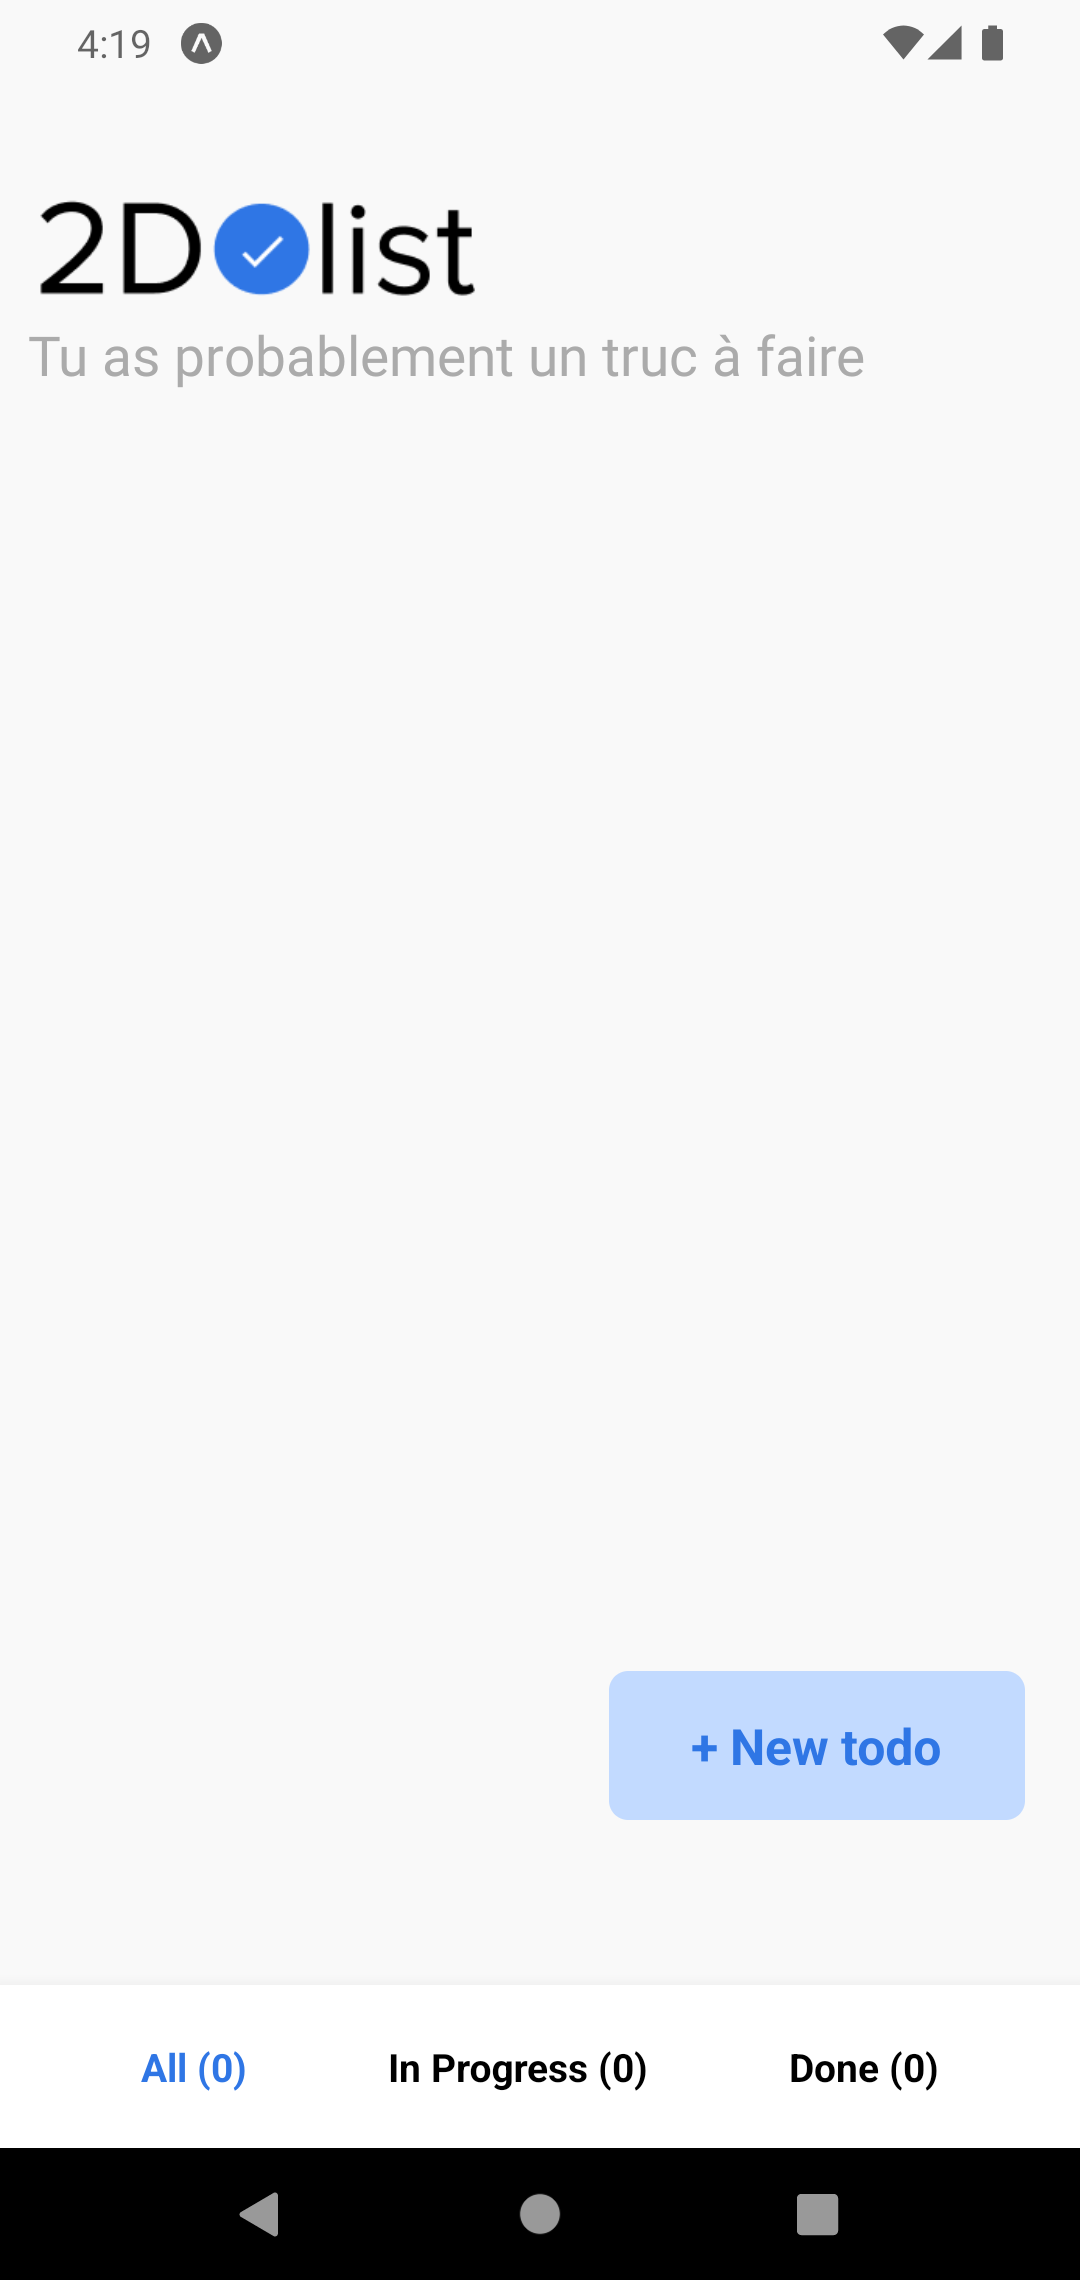 4:19
2D✓list
Tu as probablement un truc à faire
+ New todo
All (0) In Progress (0) Done (0)